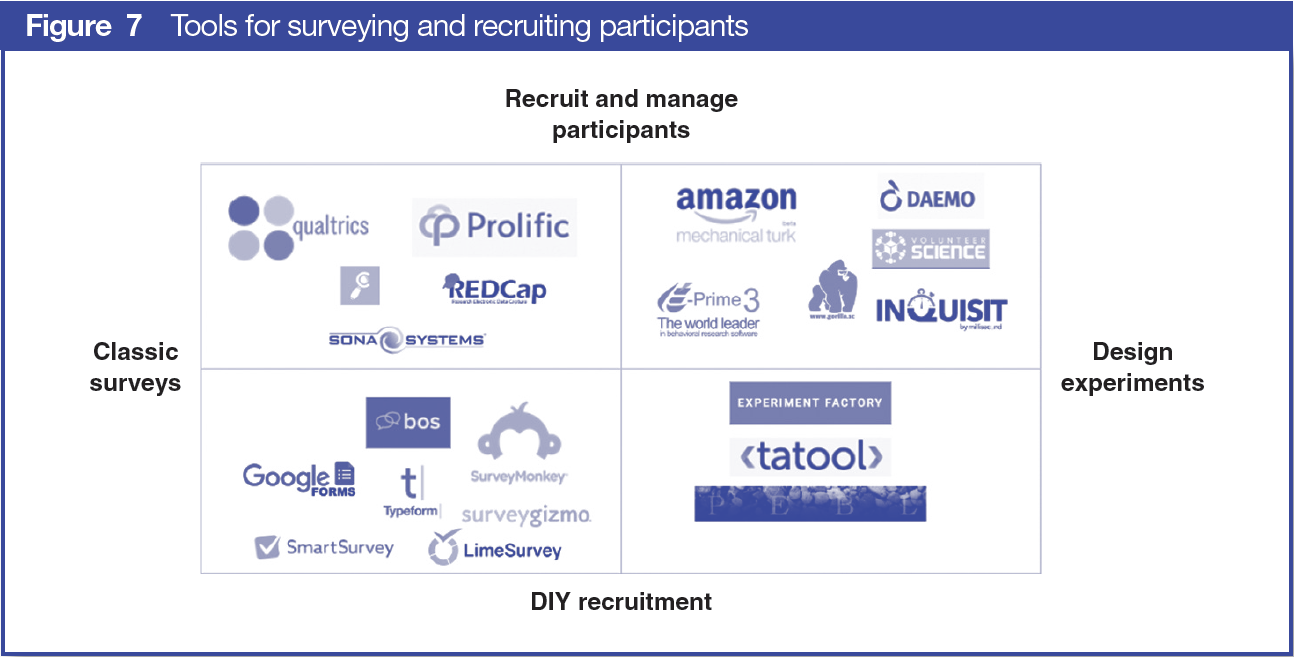 Figure 7 Tools for surveying and recruiting participants
Recruit and manage
participants
Classic
surveys
Design
experiments
qualtrics
Prolific
REDCap
Research Electronic Data Capture
SONA SYSTEMS
amazon
beta
mechanical turk
DAEMO
VOLUNTEER
SCIENCE
E-Prime 3
The world leader
in behavioral research software
www.gorilla.sc
INQUISIT
by millisec
bos
SurveyMonkey
Google
FORMS
Typeform
surveygizmo
SmartSurvey
LimeSurvey
EXPERIMENT FACTORY
‹tatool›
PEBL
DIY recruitment